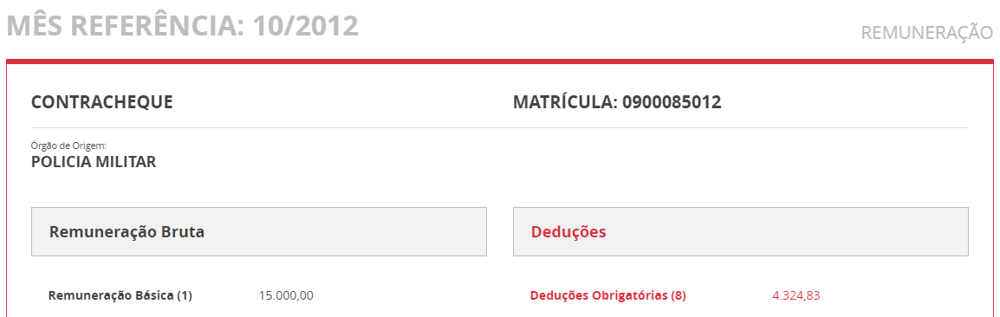 MÊS REFERÊNCIA: 10/2012
REMUNERAÇÃO
CONTRACHEQUE
MATRÍCULA: 0900085012
Órgão de Origem:
POLICIA MILITAR
Remuneração Bruta
Deduções
Remuneração Básica (1) 15.000,00
Deduções Obrigatórias (8) 4.324,83